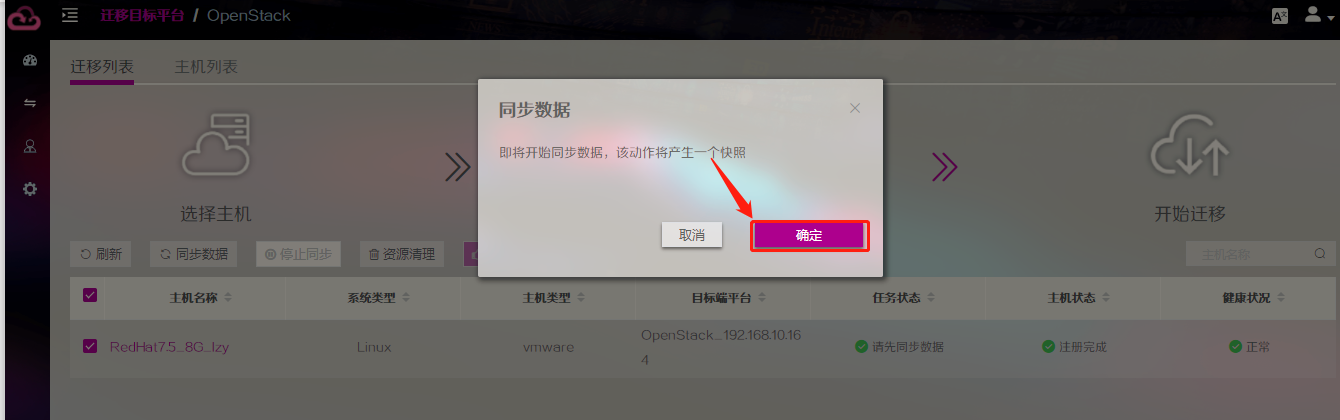 迁移目标平台 / OpenStack
迁移列表
主机列表
同步数据
即将开始同步数据，该动作将产生一个快照
取消
确定
选择主机
开始迁移
刷新
同步数据
停止同步
资源清理
主机名称
主机名称
系统类型
主机类型
目标端平台
任务状态
主机状态
健康状况
RedHat7.5_8G_lzy
Linux
vmware
OpenStack_192.168.10.16
4
请先同步数据
注册完成
正常